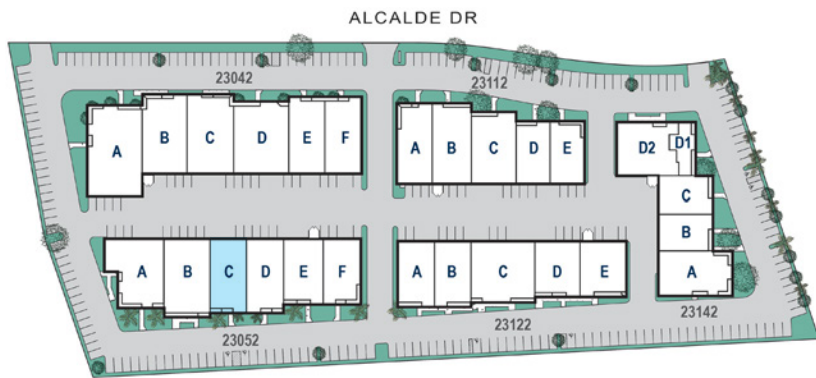 ALCALDE DR
23042
23112
A B C D E F
A B C D E
D2 D1
C
B
A
A B C D E F
A B C D E
23052
23122
23142